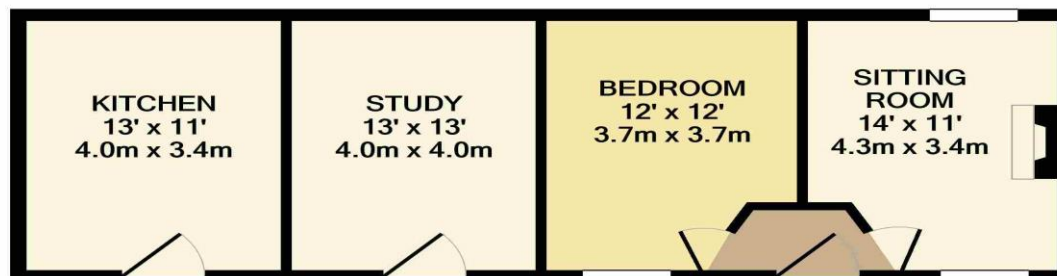 KITCHEN
13' x 11'
4.0m x 3.4m
STUDY
13' x 13'
4.0m x 4.0m
BEDROOM
12' x 12'
3.7m x 3.7m
SITTING
ROOM
14' x 11'
4.3m x 3.4m